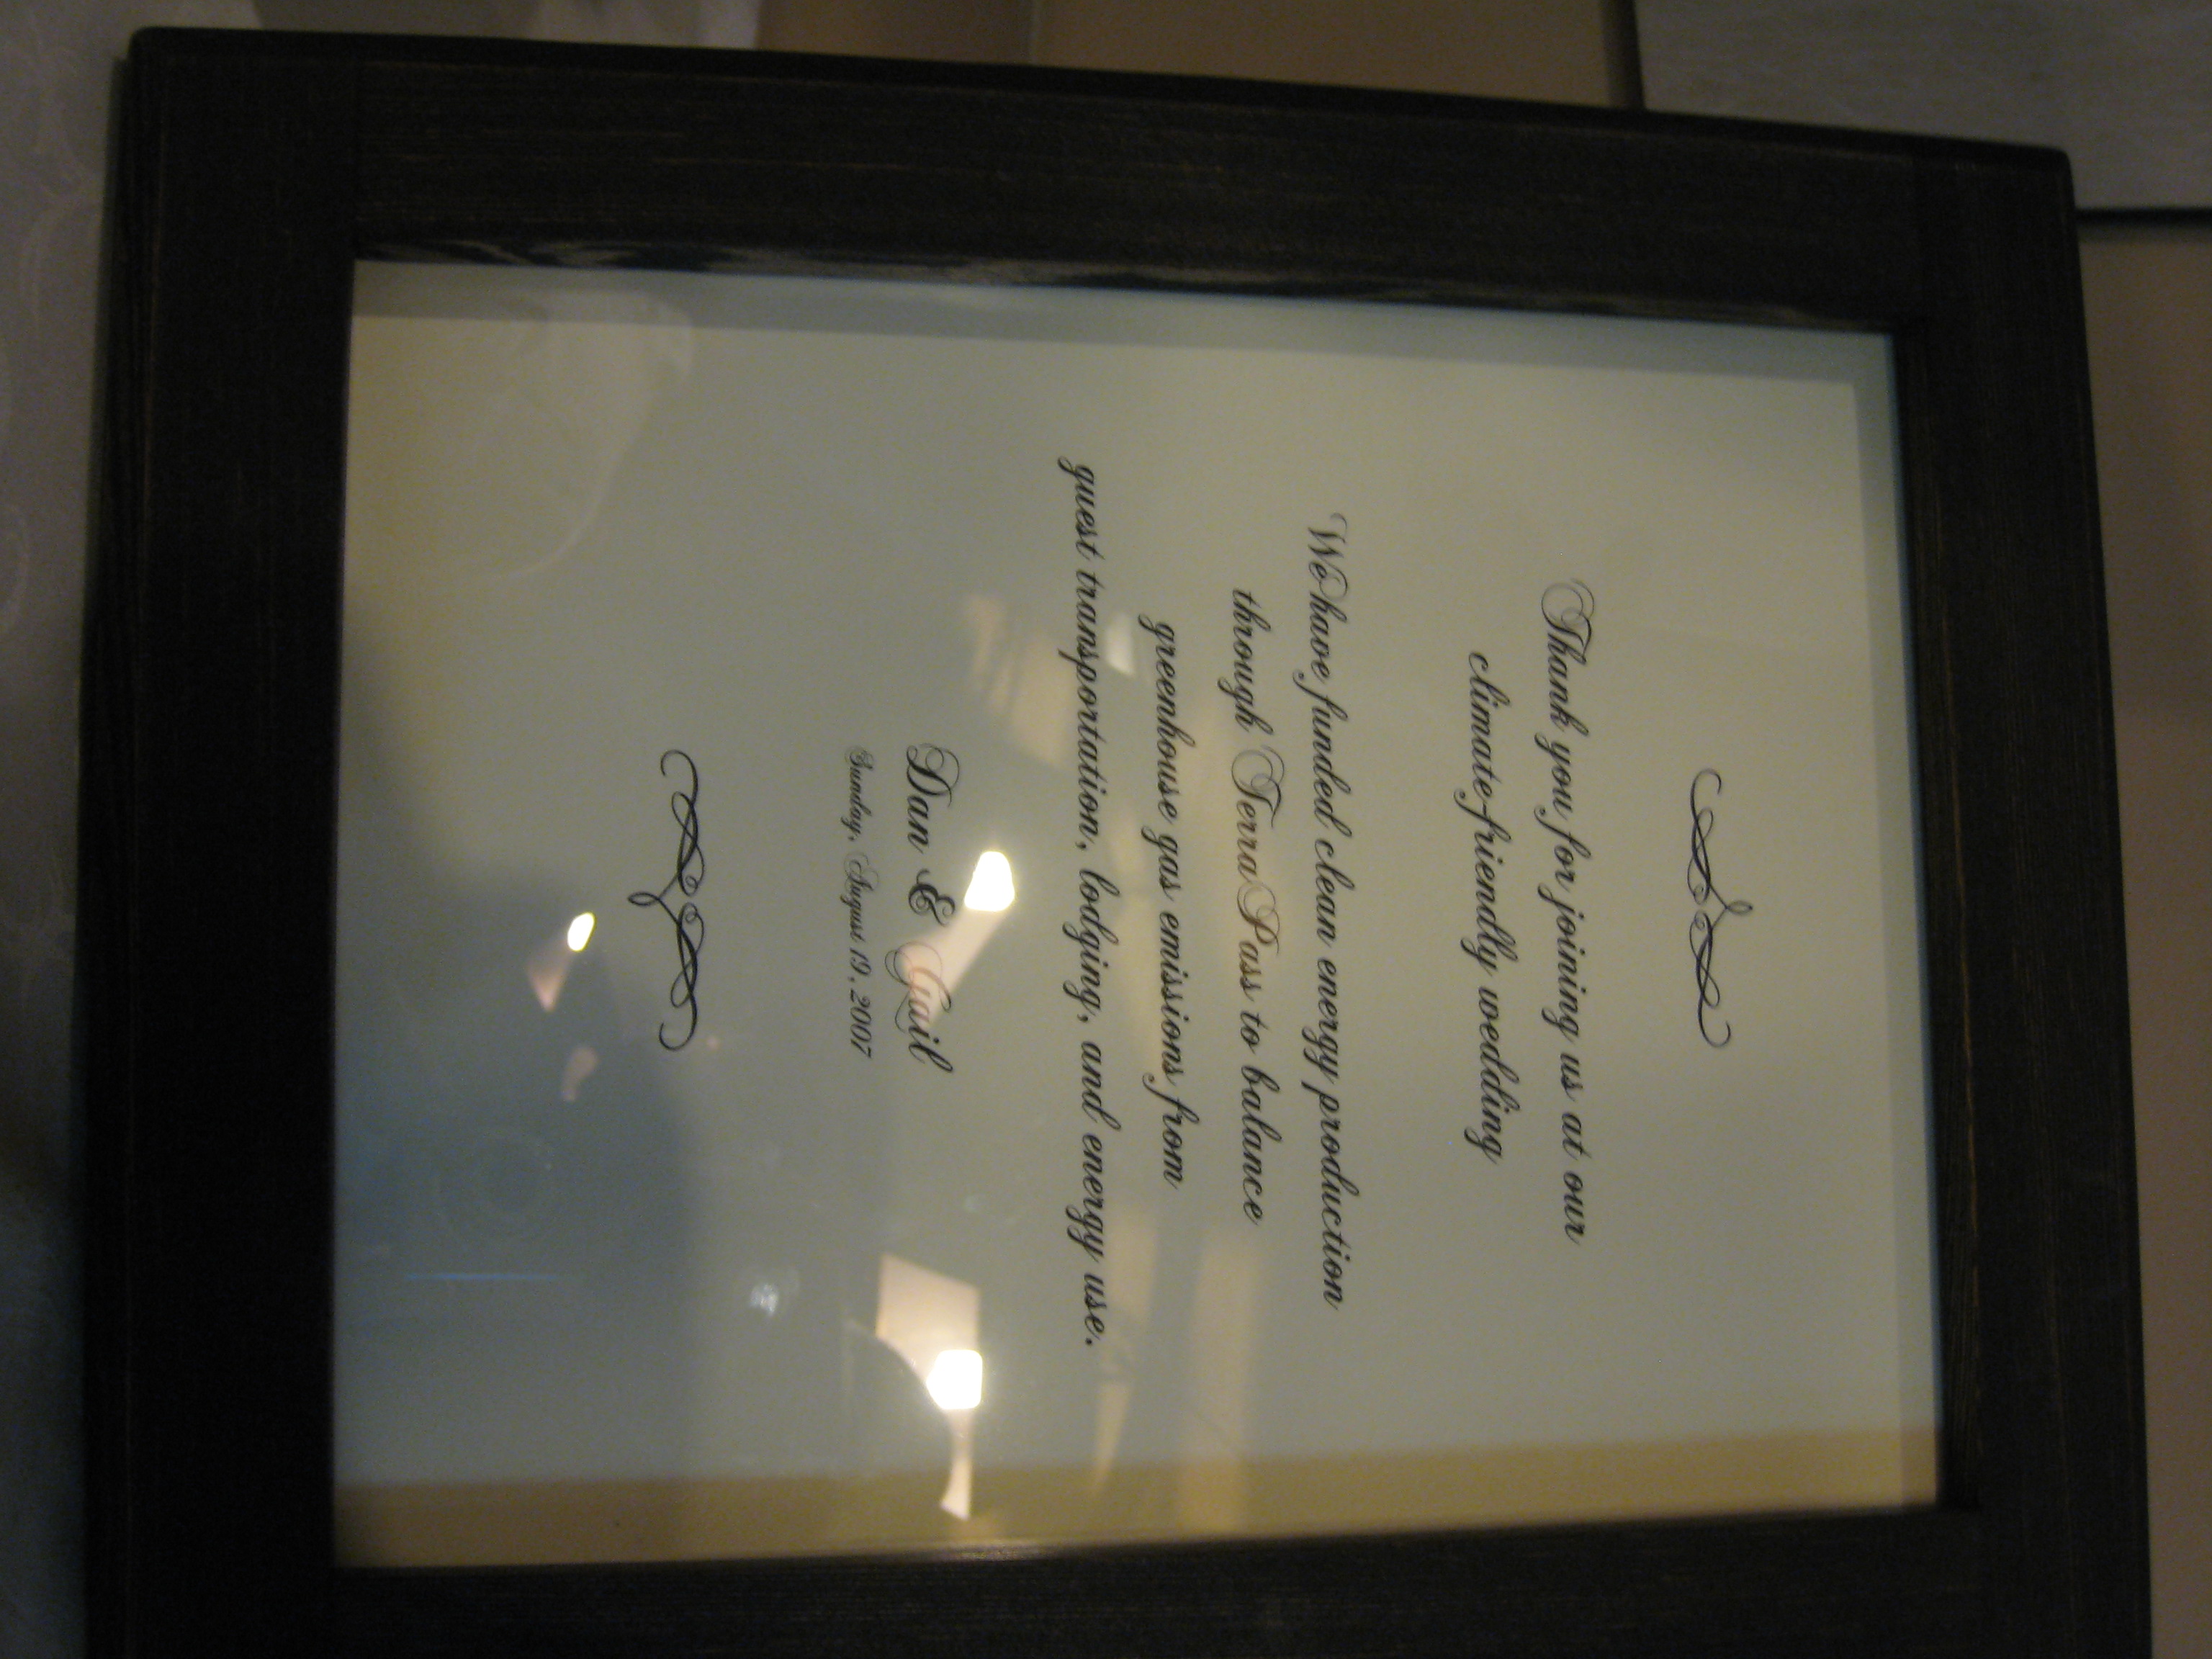 Thank you for joining us at our
climate-friendly wedding
We have funded clean energy production
through TerraPass to balance
greenhouse gas emissions from
guest transportation, lodging, and energy use.
Dan & Gail
Sunday, August 19, 2007